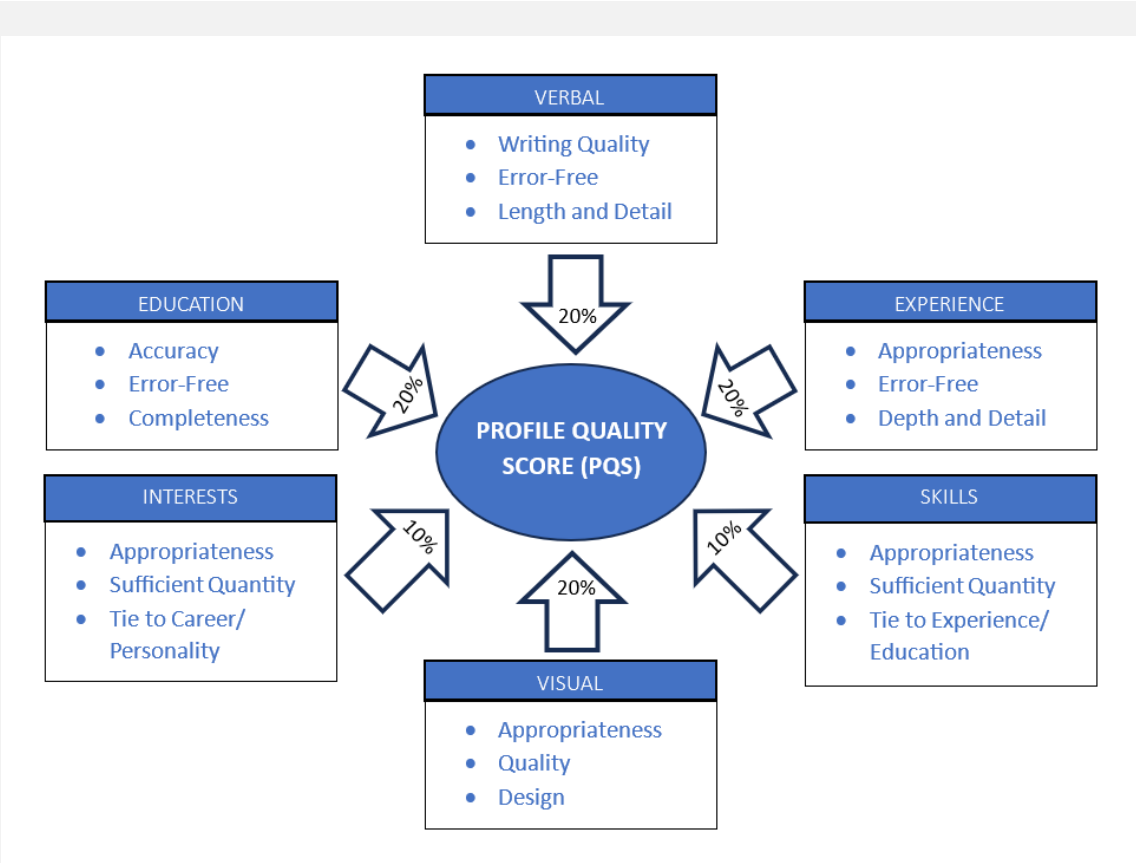 VERBAL
• Writing Quality
• Error-Free
• Length and Detail
20%
EDUCATION
• Accuracy
• Error-Free
• Completeness
20%
EXPERIENCE
• Appropriateness
• Error-Free
• Depth and Detail
20%
PROFILE QUALITY
SCORE (PQS)
INTERESTS
• Appropriateness
• Sufficient Quantity
• Tie to Career/
Personality
10%
SKILLS
• Appropriateness
• Sufficient Quantity
• Tie to Experience/
Education
10%
20%
VISUAL
• Appropriateness
• Quality
• Design